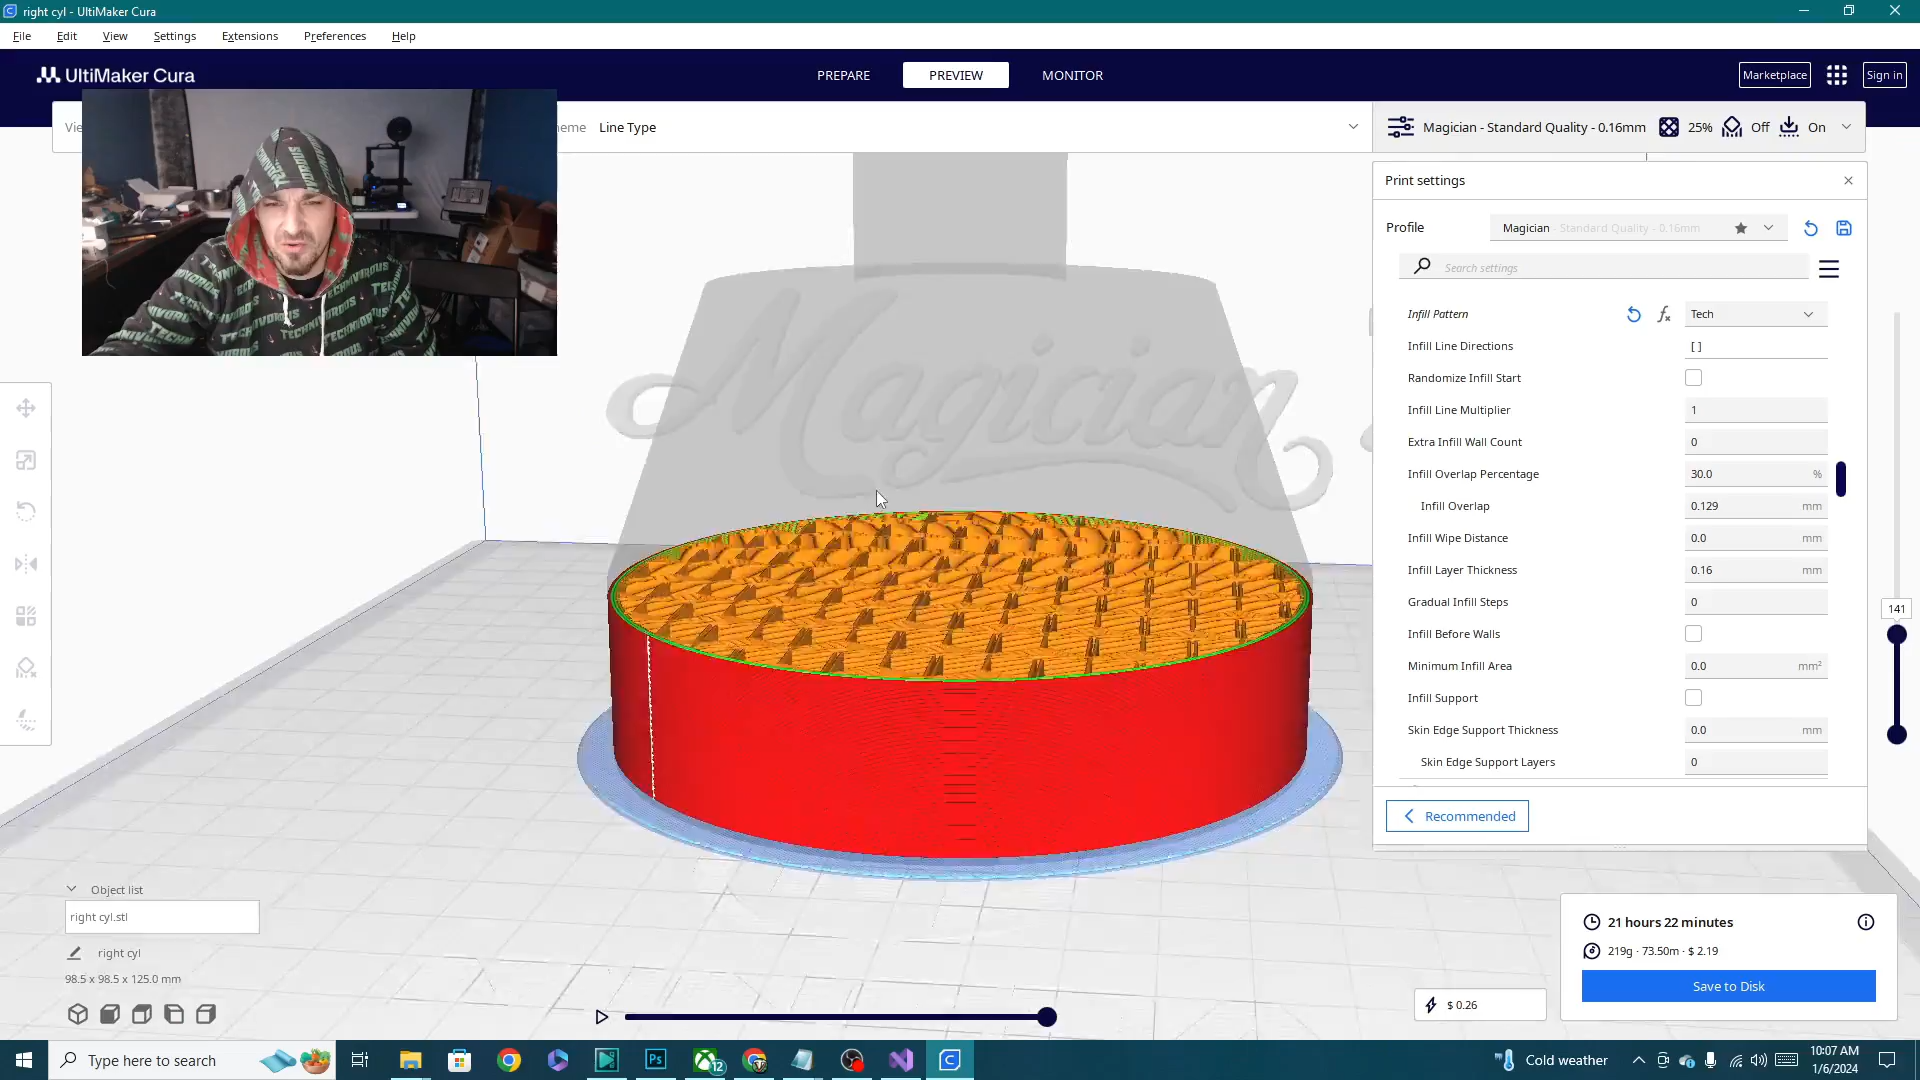 right cyl - UltiMaker Cura
File Edit View Settings Extensions Preferences Help
UltiMaker Cura
PREPARE PREVIEW MONITOR
Marketplace
Sign in
Line Type
Magician - Standard Quality - 0.16mm 25% Off On
Print settings
Profile Magician - Standard Quality - 0.16mm
Search settings
Infill Pattern Tech
Infill Line Directions [ ]
Randomize Infill Start
Infill Line Multiplier 1
Extra Infill Wall Count 0
Infill Overlap Percentage 30.0 %
Infill Overlap 0.129 mm
Infill Wipe Distance 0.0 mm
Infill Layer Thickness 0.16 mm
Gradual Infill Steps 0
Infill Before Walls
Minimum Infill Area 0.0 mm²
Infill Support
Skin Edge Support Thickness 0.0 mm
Skin Edge Support Layers 0
Recommended
141
Magician
TECHNIVOROUS
Object list
right cyl.stl
right cyl
98.5 x 98.5 x 125.0 mm
21 hours 22 minutes
219g · 73.50m · $ 2.19
Save to Disk
$ 0.26
Type here to search
Ps
12
Cold weather
10:07 AM
1/6/2024